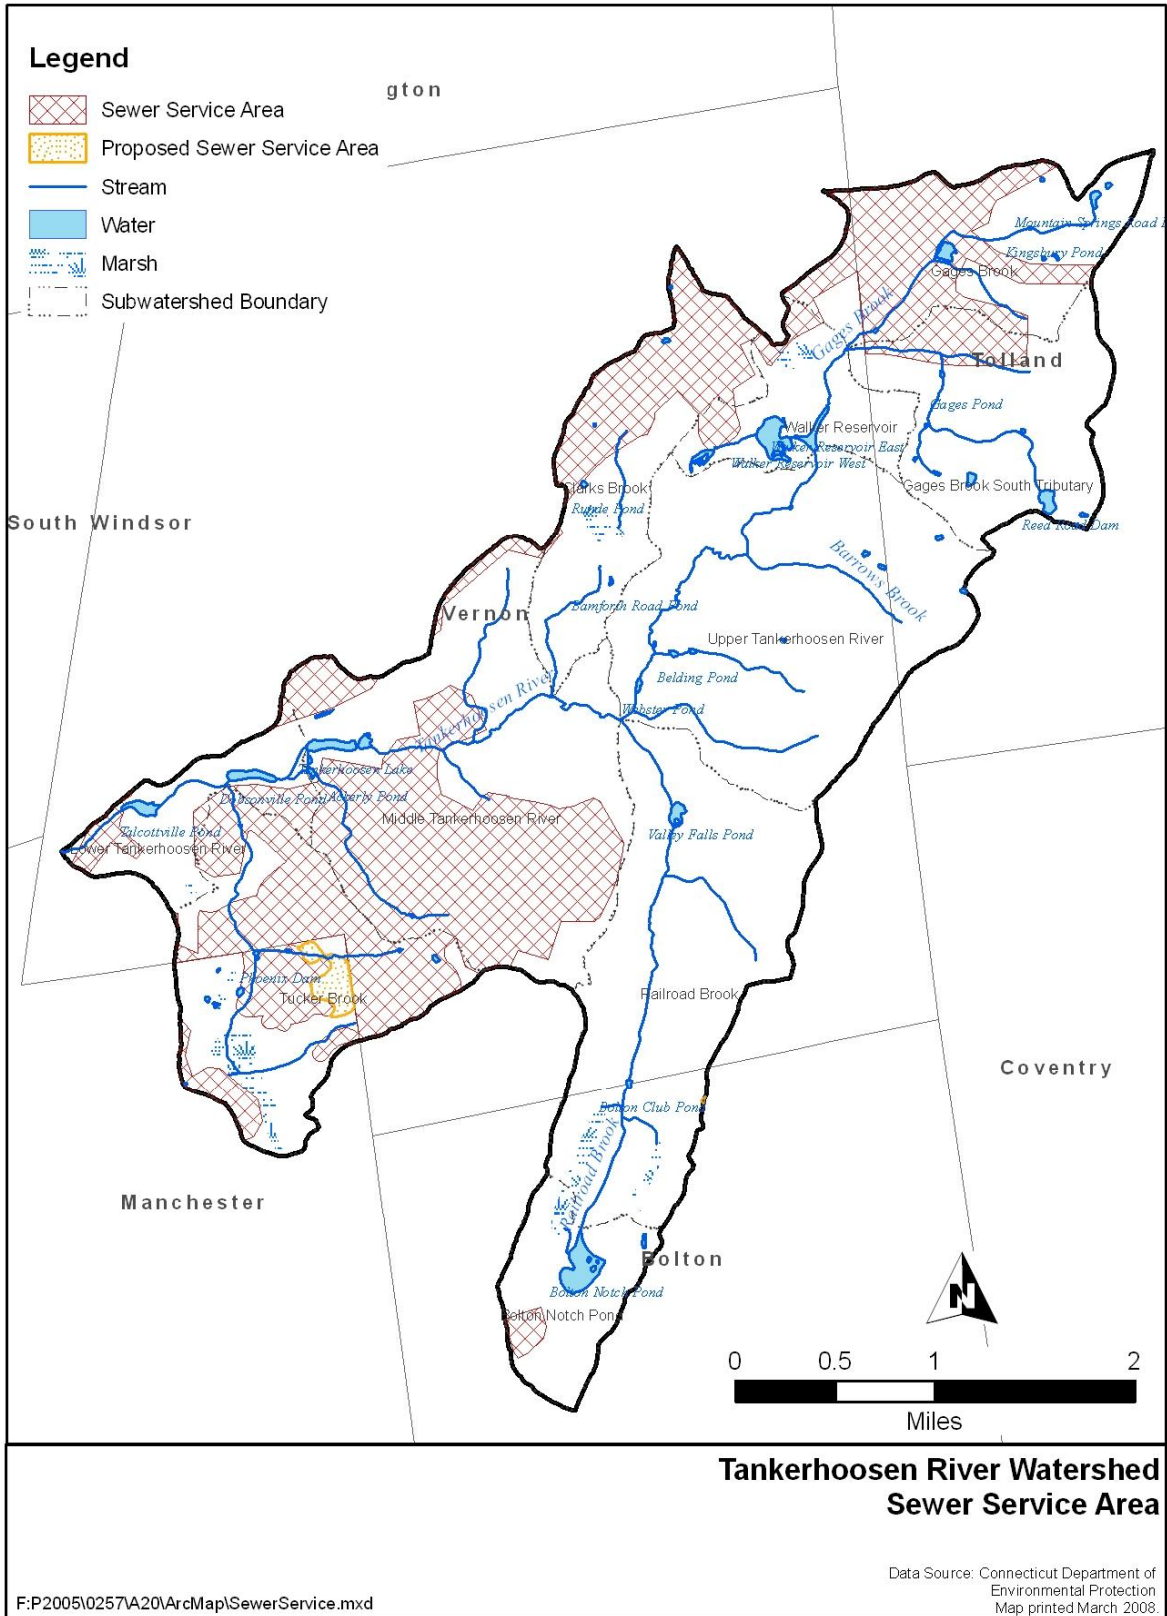 Legend
Sewer Service Area
Proposed Sewer Service Area
Stream
Water
Marsh
Subwatershed Boundary
gton
Mountain Springs Road
Kingsbury Pond
Gages Brook
Gages Brook
Tolland
Gages Pond
Walker Reservoir
Walker Reservoir East
Walker Reservoir West
Gages Brook South Tributary
Clarks Brook
Runde Pond
South Windsor
Reed Road Dam
Barrows Brook
Vernon
Bamforth Road Pond
Upper Tankerhoosen River
Belding Pond
Tankerhoosen River
Webster Pond
Tankerhoosen Lake
Dobsonville Pond
Ackerly Pond
Middle Tankerhoosen River
Talcottville Pond
Valley Falls Pond
Lower Tankerhoosen River
Phoenix Dam
Tucker Brook
Railroad Brook
Coventry
Bolton Club Pond
Railroad Brook
Manchester
Bolton
Bolton Notch Pond
Bolton Notch Pond
N
0 0.5 1 2
Miles
Tankerhoosen River Watershed
Sewer Service Area
Data Source: Connecticut Department of
Environmental Protection
Map printed March 2008.
F:P2005\0257\A20\ArcMap\SewerService.mxd